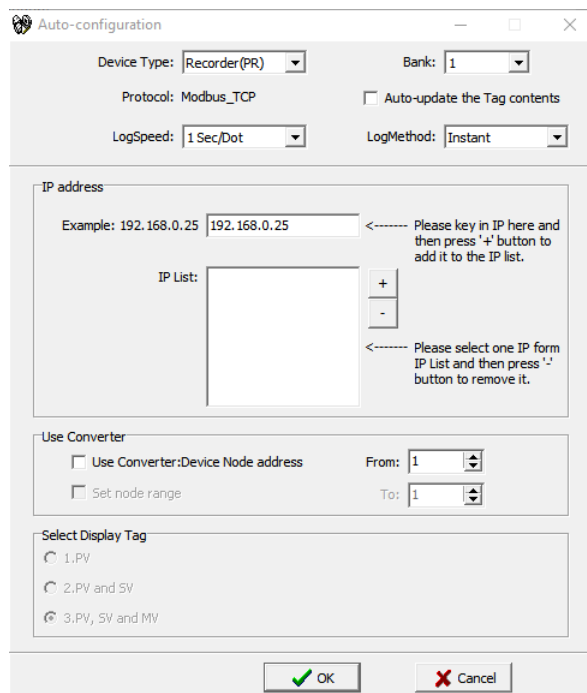 Auto-configuration
Device Type: Recorder(PR) Bank: 1
Protocol: Modbus_TCP Auto-update the Tag contents
LogSpeed: 1 Sec/Dot LogMethod: Instant
IP address
Example: 192.168.0.25 192.168.0.25 <------- Please key in IP here and
then press '+' button to
add it to the IP list.
IP List:
+
-
<------- Please select one IP form
IP List and then press '-'
button to remove it.
Use Converter
Use Converter:Device Node address From: 1
Set node range To: 1
Select Display Tag
1.PV
2.PV and SV
3.PV, SV and MV
OK Cancel